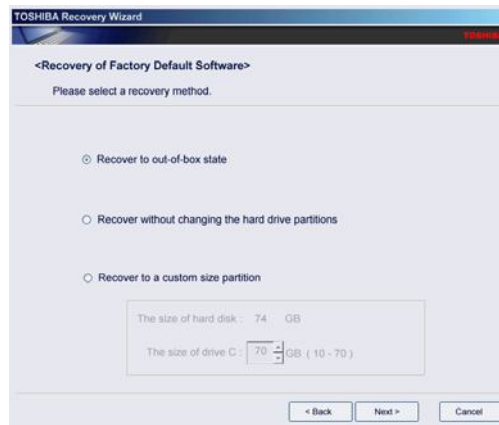 TOSHIBA Recovery Wizard
TOSHIBA
<Recovery of Factory Default Software>
Please select a recovery method.
Recover to out-of-box state
Recover without changing the hard drive partitions
Recover to a custom size partition
The size of hard disk : 74 GB
The size of drive C : 70 GB ( 10 - 70 )
< Back Next > Cancel